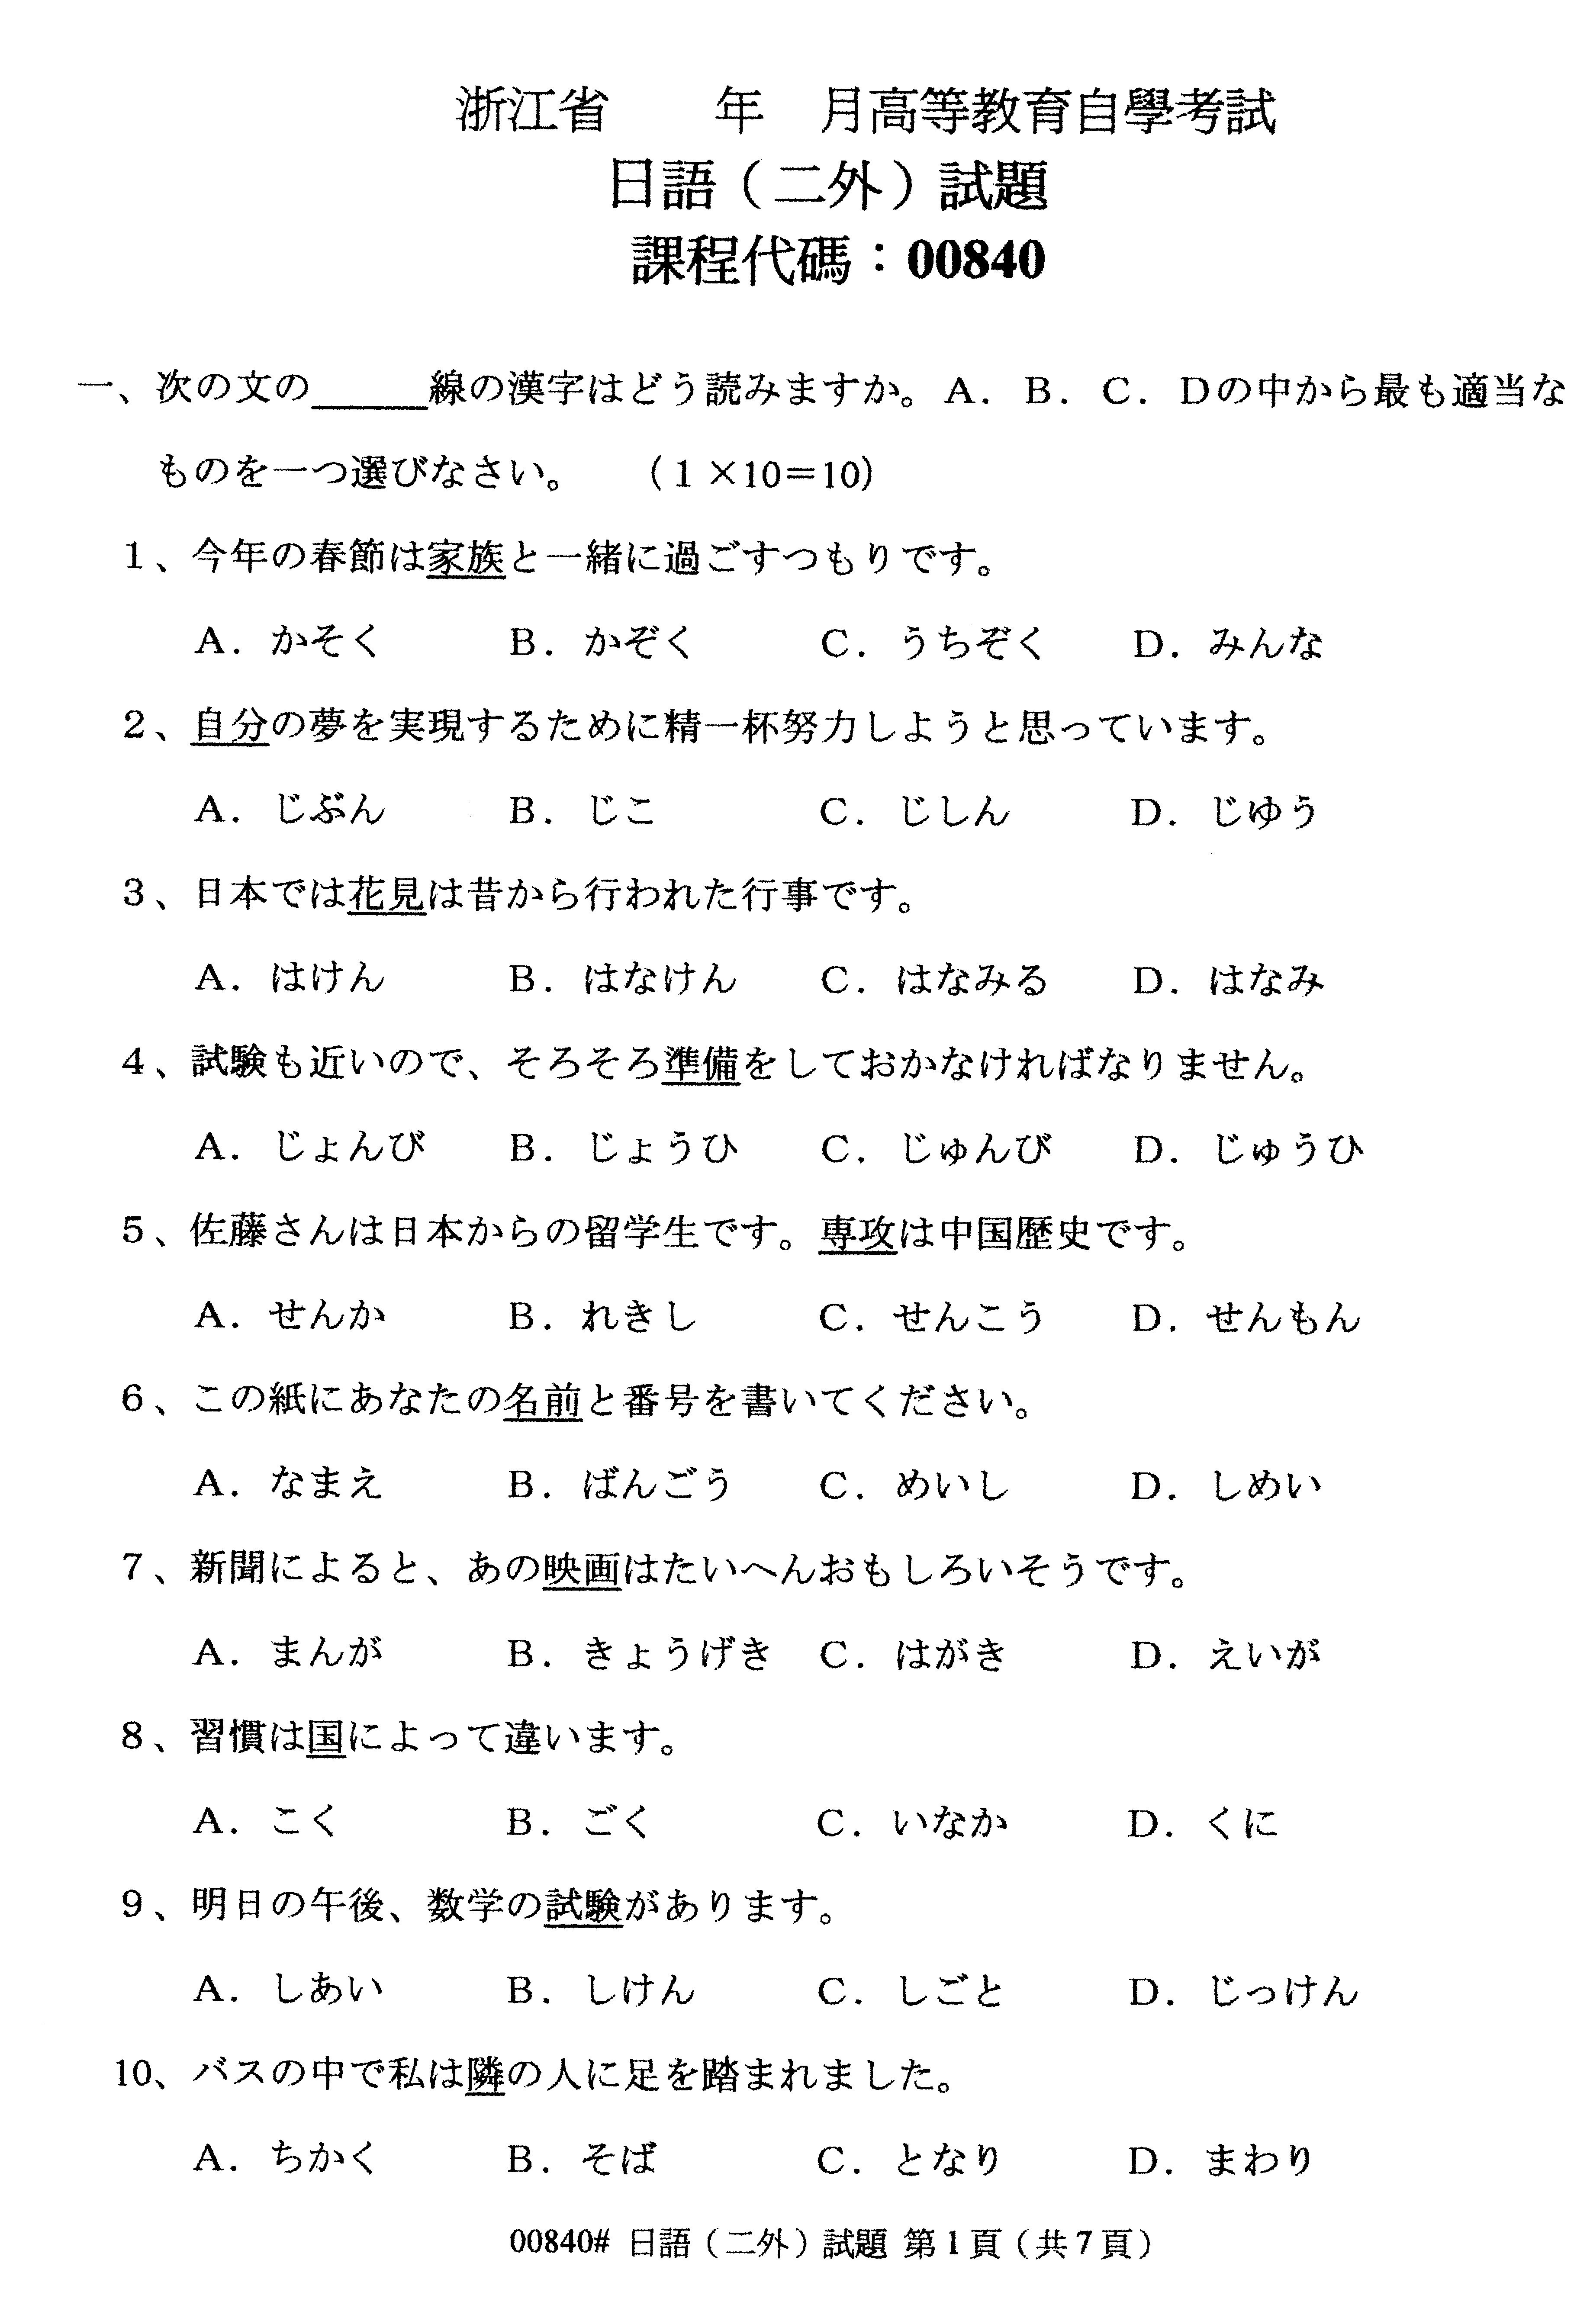 浙江省　　年　月高等教育自學考試
日語（二外）試題
課程代碼：00840
一、次の文の______線の漢字はどう読みますか。A．B．C．Dの中から最も適当な
ものを一つ選びなさい。　（1×10＝10）
1、今年の春節は家族と一緒に過ごすつもりです。
A．かそく　B．かぞく　C．うちぞく　D．みんな
2、自分の夢を実現するために精一杯努力しようと思っています。
A．じぶん　B．じこ　C．じしん　D．じゆう
3、日本では花見は昔から行われた行事です。
A．はけん　B．はなけん　C．はなみる　D．はなみ
4、試験も近いので、そろそろ準備をしておかなければなりません。
A．じょんび　B．じょうひ　C．じゅんび　D．じゅうひ
5、佐藤さんは日本からの留学生です。専攻は中国歴史です。
A．せんか　B．れきし　C．せんこう　D．せんもん
6、この紙にあなたの名前と番号を書いてください。
A．なまえ　B．ばんごう　C．めいし　D．しめい
7、新聞によると、あの映画はたいへんおもしろいそうです。
A．まんが　B．きょうげき　C．はがき　D．えいが
8、習慣は国によって違います。
A．こく　B．ごく　C．いなか　D．くに
9、明日の午後、数学の試験があります。
A．しあい　B．しけん　C．しごと　D．じっけん
10、バスの中で私は隣の人に足を踏まれました。
A．ちかく　B．そば　C．となり　D．まわり
00840# 日語（二外）試題 第1頁（共7頁）